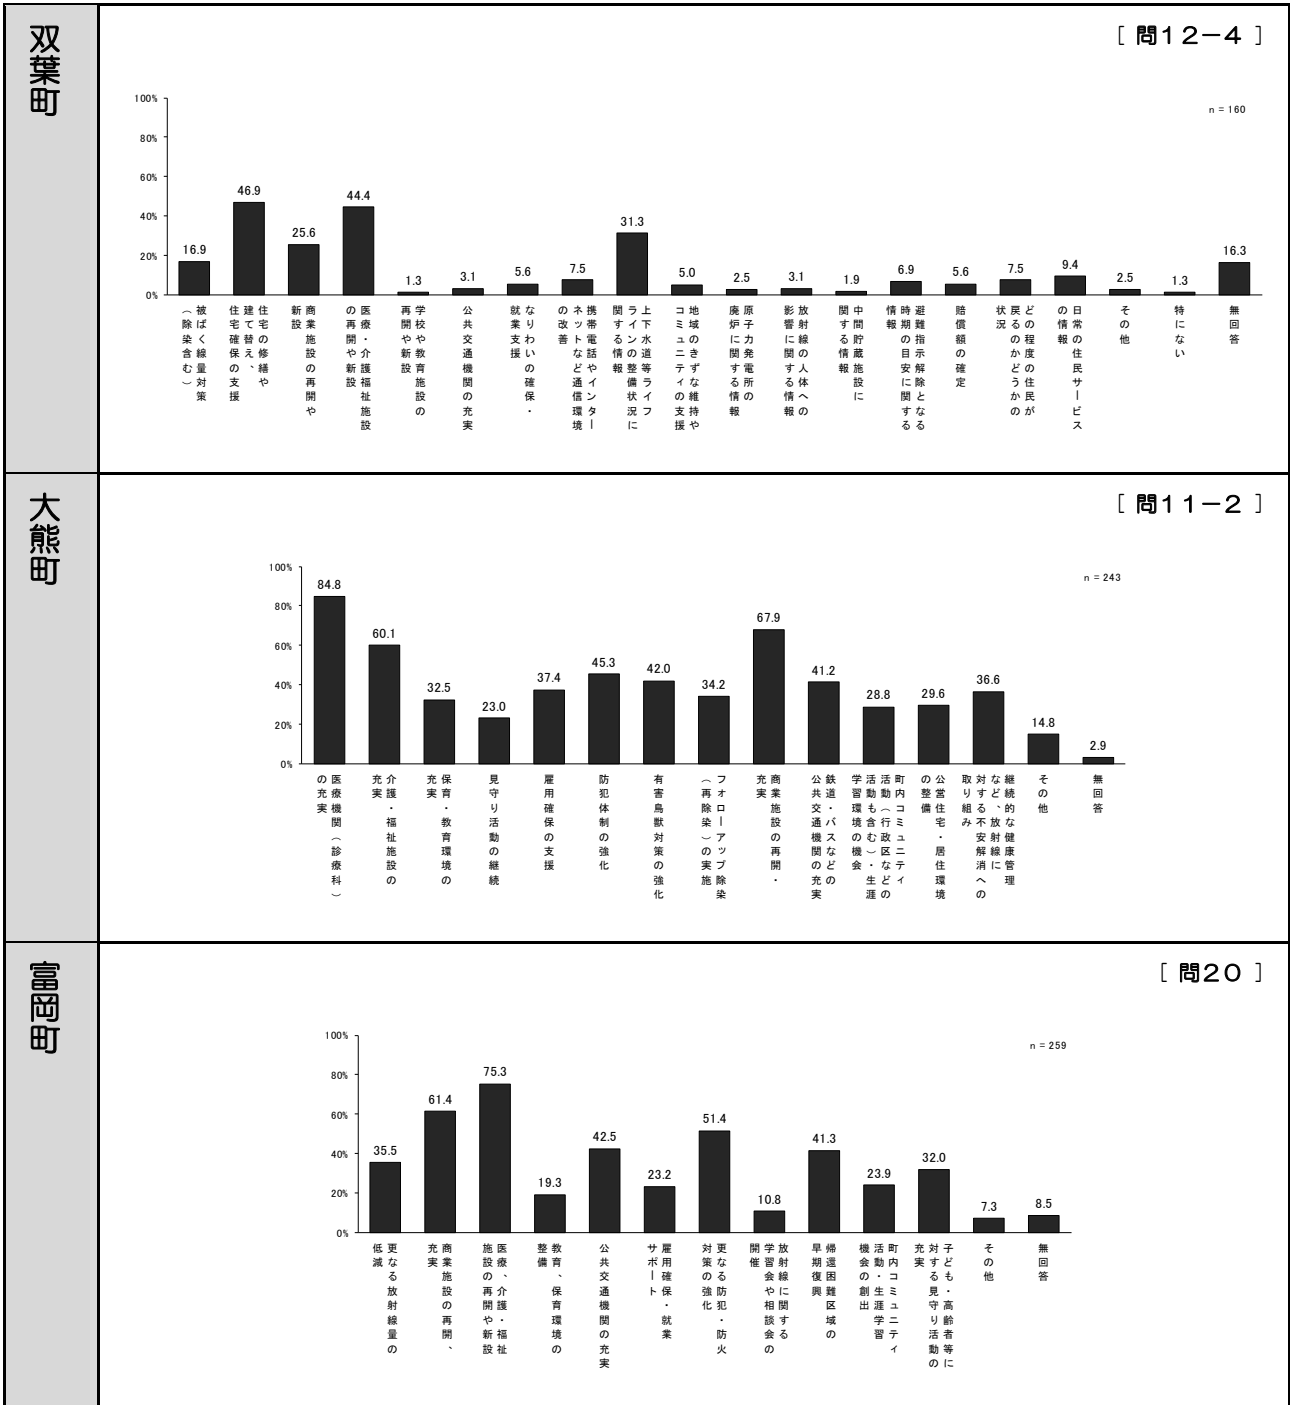 双葉町
［ 問１２－４ ］
n = 160
100%
80%
60%
40%
20%
0%
16.9
46.9
25.6
44.4
1.3
3.1
5.6
7.5
31.3
5.0
2.5
3.1
1.9
6.9
5.6
7.5
9.4
2.5
1.3
16.3
被ばく線量対策
（除染含む）
住宅の修繕や
建て替え、
住宅確保の支援
商業施設の再開や
新設
医療・介護福祉施設
の再開や新設
学校や教育施設の
再開や新設
公共交通機関の充実
なりわいの確保・
就業支援
携帯電話やインター
ネットなど通信環境
の改善
上下水道等ライフ
ラインの整備状況に
関する情報
地域のきずな維持や
コミュニティの支援
原子力発電所の
廃炉に関する情報
放射線の人体への
影響に関する情報
中間貯蔵施設に
関する情報
避難指示解除となる
時期の目安に関する
情報
賠償額の確定
どの程度の住民が
戻るのかどうかの
状況
日常の住民サービス
の情報
その他
特にない
無回答
大熊町
［ 問１１－２ ］
n = 243
100%
80%
60%
40%
20%
0%
84.8
60.1
32.5
23.0
37.4
45.3
42.0
34.2
67.9
41.2
28.8
29.6
36.6
14.8
2.9
医療機関（診療科）
の充実
介護・福祉施設の
充実
保育・教育環境の
充実
見守り活動の継続
雇用確保の支援
防犯体制の強化
有害鳥獣対策の強化
フォローアップ除染
（再除染）の実施
商業施設の再開・
充実
鉄道・バスなどの
公共交通機関の充実
町内コミュニティ
活動（行政区などの
活動も含む）・生涯
学習環境の機会
公営住宅・居住環境
の整備
継続的な健康管理
など、放射線に
対する不安解消への
取り組み
その他
無回答
富岡町
［ 問２０ ］
n = 259
100%
80%
60%
40%
20%
0%
35.5
61.4
75.3
19.3
42.5
23.2
51.4
10.8
41.3
23.9
32.0
7.3
8.5
更なる放射線量の
低減
商業施設の再開、
充実
医療、介護・福祉
施設の再開や新設
教育、保育環境の
整備
公共交通機関の充実
雇用確保・就業
サポート
更なる防犯・防火
対策の強化
放射線に関する
学習会や相談会の
開催
帰還困難区域の
早期復興
町内コミュニティ
活動・生涯学習
機会の創出
子ども・高齢者等に
対する見守り活動の
充実
その他
無回答